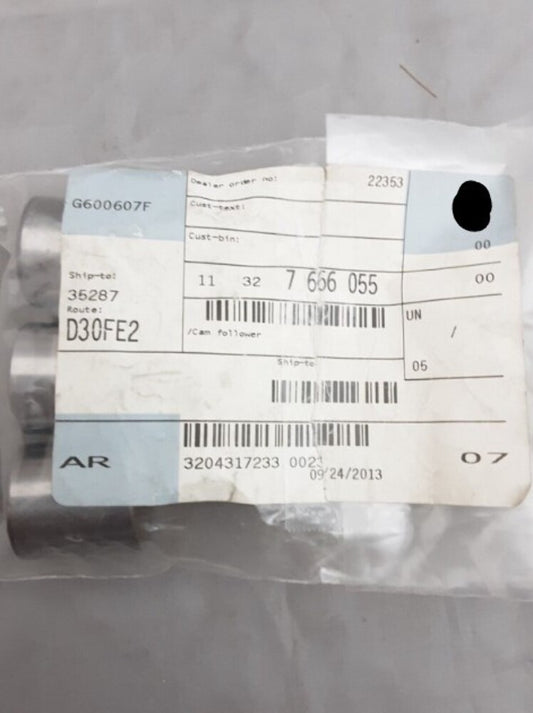 G600607F
Dealer order no: 22353
Cust-text:
Cust-bin:
00
Ship-to:
35287
11 32 7 666 055
00
Route:
D30FE2
/Cam follower
UN
/
Ship-to
05
AR
3204317233 0023
07
09/24/2013